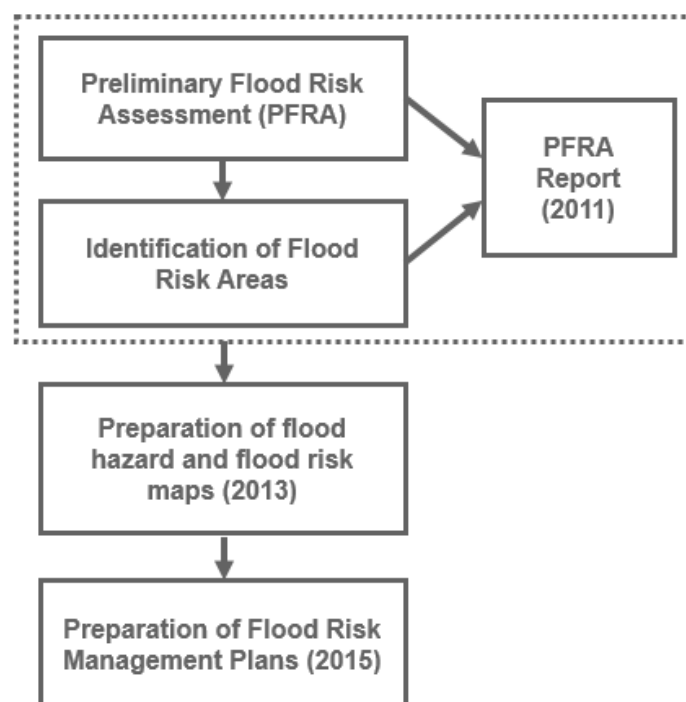 Preliminary Flood Risk
Assessment (PFRA)
PFRA
Report
(2011)
Identification of Flood
Risk Areas
Preparation of flood
hazard and flood risk
maps (2013)
Preparation of Flood Risk
Management Plans (2015)